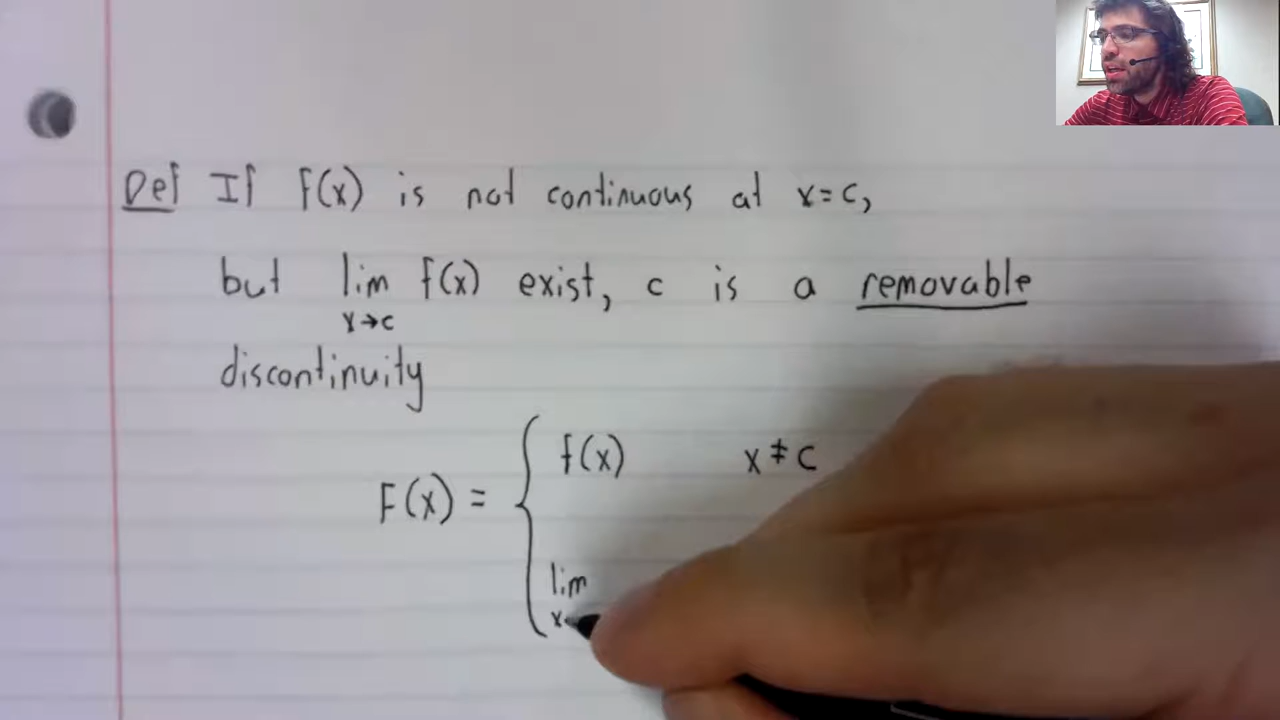 Def If f(x) is not continuous at x=c,
but lim f(x) exist, c is a removable
x→c
discontinuity
F(x) = { f(x) x≠c
lim
x